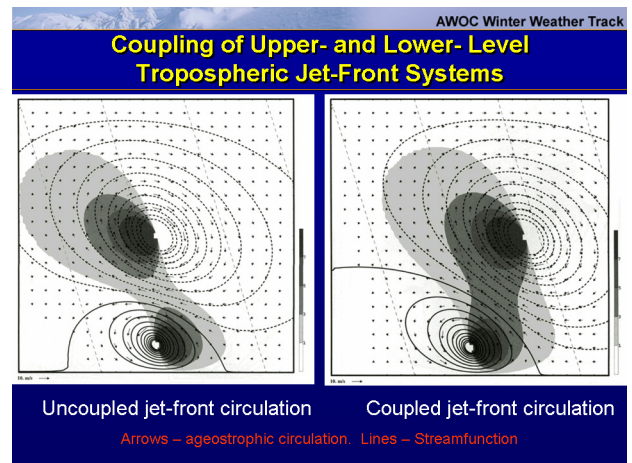 AWOC Winter Weather Track
Coupling of Upper- and Lower- Level
Tropospheric Jet-Front Systems
10. m/s
10. m/s
Uncoupled jet-front circulation
Coupled jet-front circulation
Arrows – ageostrophic circulation. Lines – Streamfunction